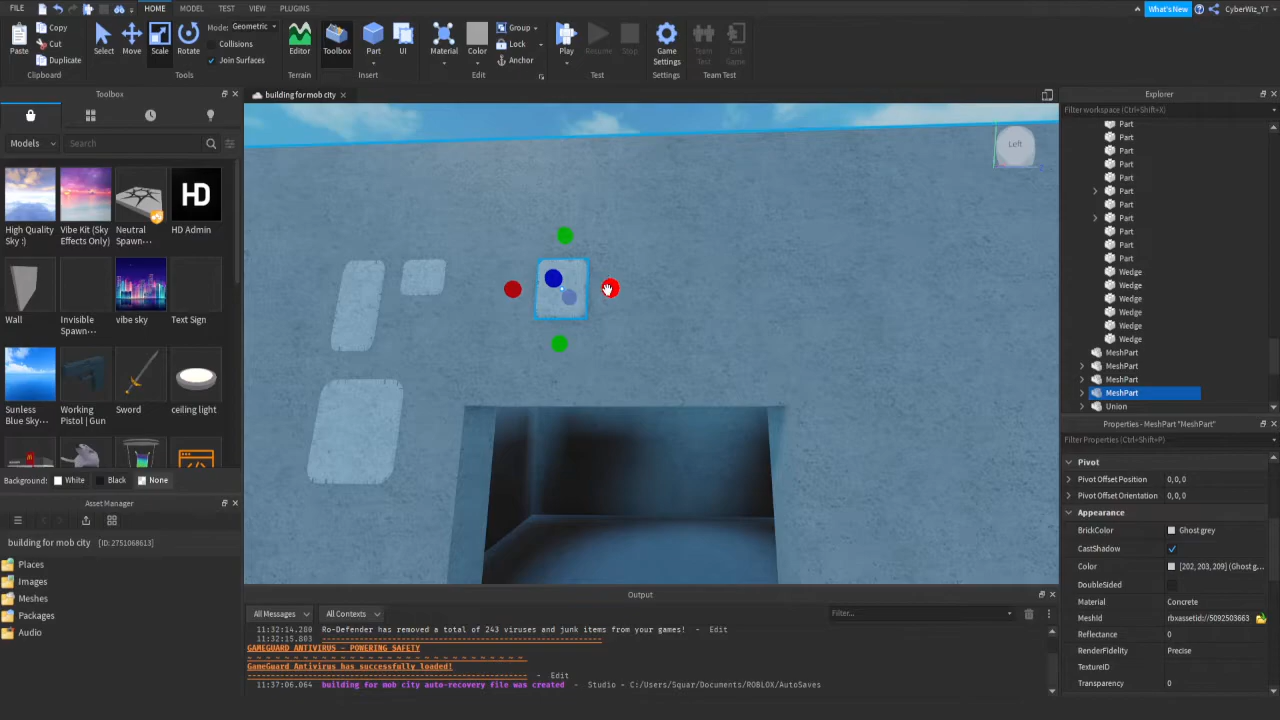 FILE HOME MODEL TEST VIEW PLUGINS What's New CyberWiz_YT
Paste Copy Cut Duplicate Select Move Scale Rotate Mode: Geometric Collisions Join Surfaces Editor Toolbox Part UI Material Color Group Lock Anchor Play Resume Stop Game Settings Team Test Exit Game
Clipboard Tools Terrain Insert Edit Test Settings Team Test
Toolbox
building for mob city
Explorer
Filter workspace (Ctrl+Shift+X)
Models
Search
Left
HD
High Quality Sky :)
Vibe Kit (Sky Effects Only)
Neutral Spawn...
HD Admin
Wall
Invisible Spawn...
vibe sky
Text Sign
Sunless Blue Sky...
Working Pistol | Gun
Sword
ceiling light
Background: White Black None
Asset Manager
building for mob city [ID: 2751068613]
Places
Images
Meshes
Packages
Audio
Part
Part
Part
Part
Part
Part
Part
Part
Part
Part
Part
Wedge
Wedge
Wedge
Wedge
Wedge
Wedge
MeshPart
MeshPart
MeshPart
MeshPart
Union
Properties - MeshPart "MeshPart"
Filter Properties (Ctrl+Shift+P)
Pivot
Pivot Offset Position 0, 0, 0
Pivot Offset Orientation 0, 0, 0
Appearance
BrickColor Ghost grey
CastShadow
Color [202, 203, 209] (Ghost g...
DoubleSided
Material Concrete
MeshId rbxassetid://5092503663
Reflectance 0
RenderFidelity Precise
TextureID
Transparency 0
Output
All Messages All Contexts Filter...
11:32:14.200 Ro-Defender has removed a total of 243 viruses and junk items from your games! - Edit
11:32:15.803 ----------------------------------------
GAMEGUARD ANTIVIRUS - POWERING SAFETY
GameGuard Antivirus has successfully loaded!
- Edit
11:37:06.064 building for mob city auto-recovery file was created - Studio - C:/Users/Squar/Documents/ROBLOX/AutoSaves